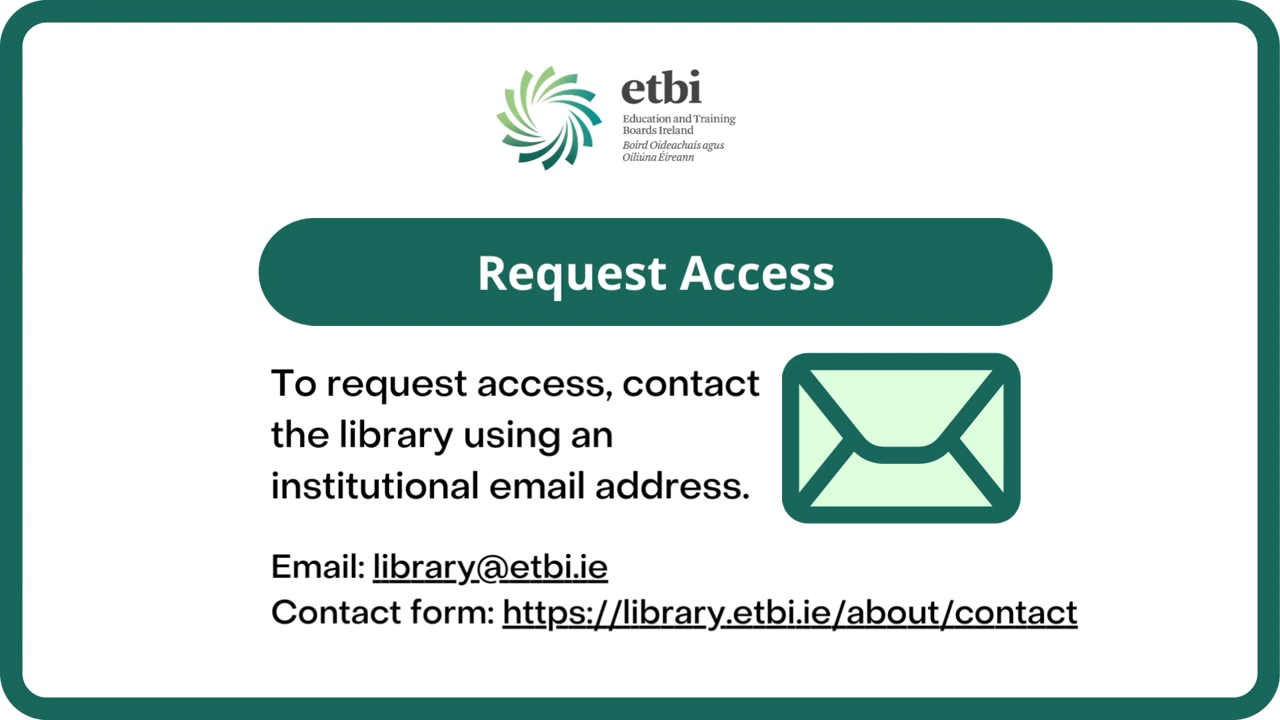 etbi
Education and Training
Boards Ireland
Boird Oideachais agus
Oiliúna Éireann
Request Access
To request access, contact
the library using an
institutional email address.
Email: library@etbi.ie
Contact form: https://library.etbi.ie/about/contact